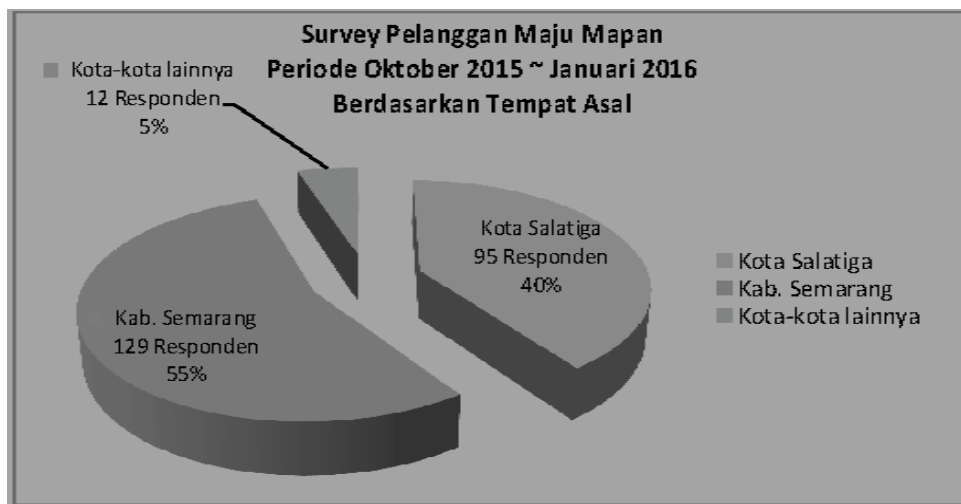 Survey Pelanggan Maju Mapan
Periode Oktober 2015 ~ Januari 2016
Berdasarkan Tempat Asal
Kota-kota lainnya
12 Responden
5%
Kota Salatiga
95 Responden
40%
Kab. Semarang
129 Responden
55%
Kota Salatiga
Kab. Semarang
Kota-kota lainnya